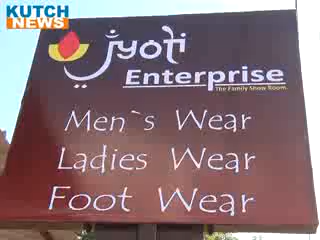 KUTCH
NEWS
Jyoti
Enterprise
The Family Show Room.
Men`s Wear
Ladies Wear
Foot Wear